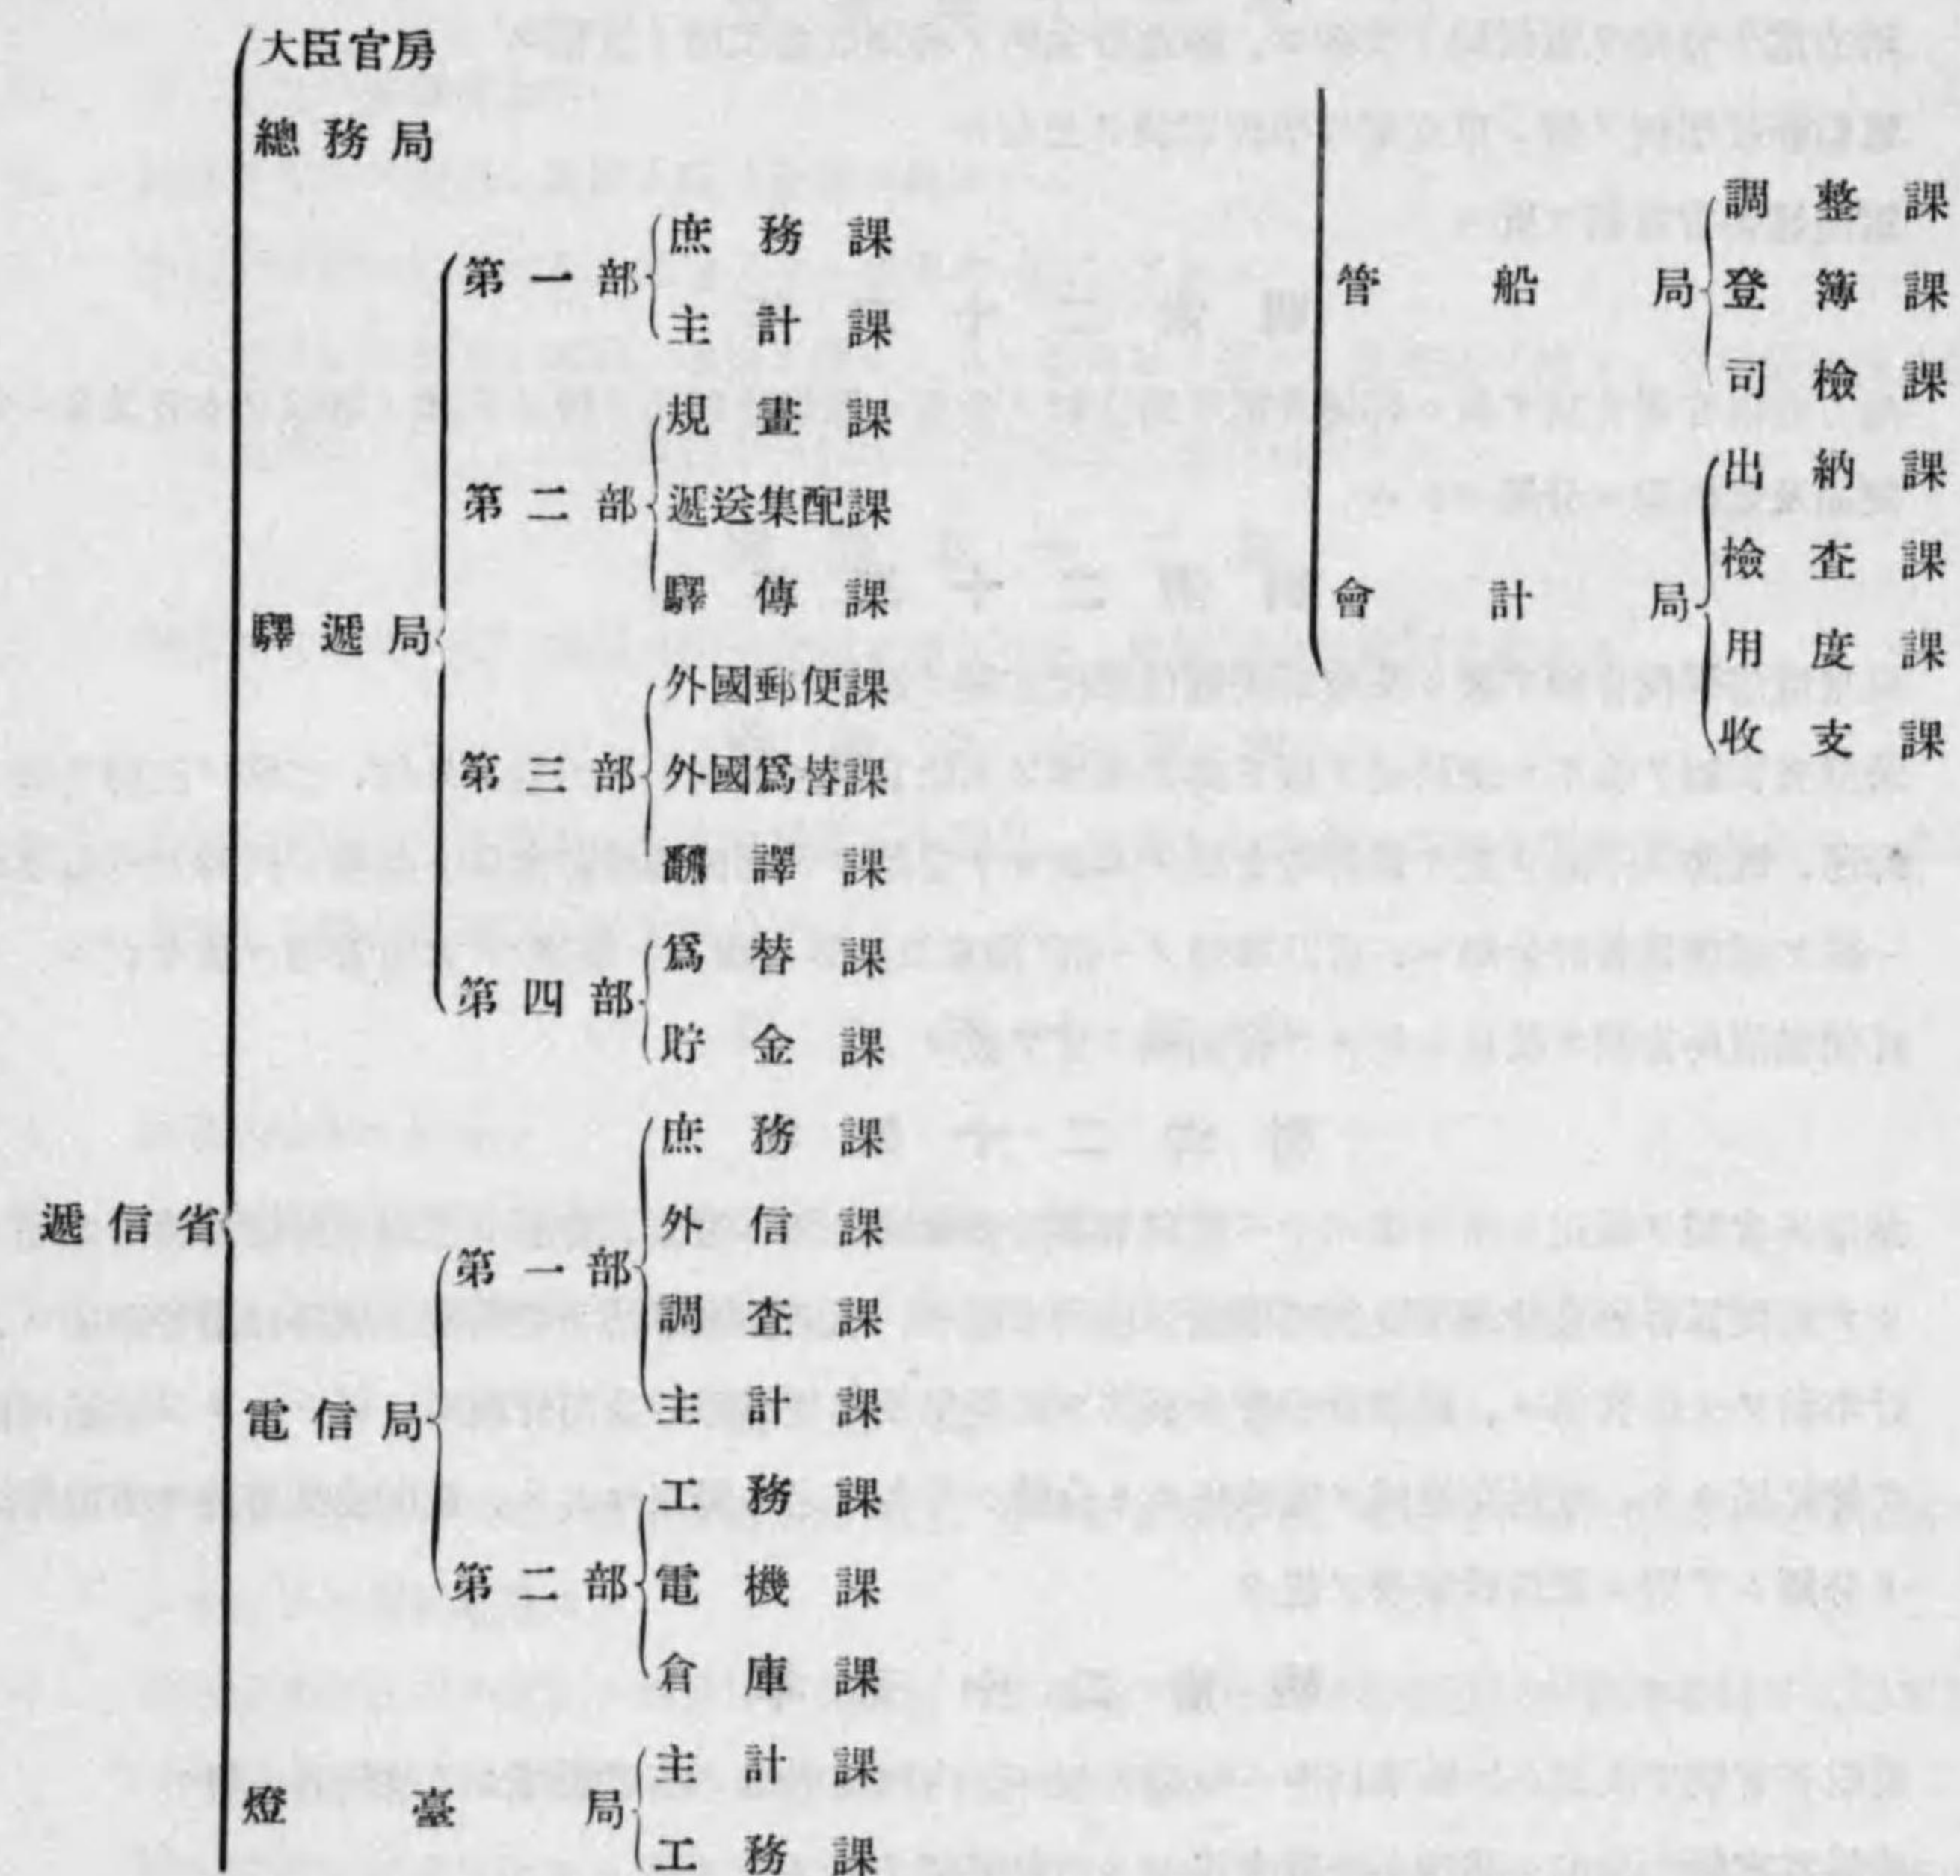 遞信省
大臣官房
總務局
驛遞局
第一部
庶務課
主計課
第二部
規畫課
遞送集配課
驛傳課
第三部
外國郵便課
外國爲替課
翻譯課
第四部
爲替課
貯金課
電信局
第一部
庶務課
外信課
調査課
主計課
第二部
工務課
電機課
倉庫課
燈臺局
主計課
工務課
管船局
調整課
登簿課
司檢課
會計局
出納課
檢査課
用度課
收支課